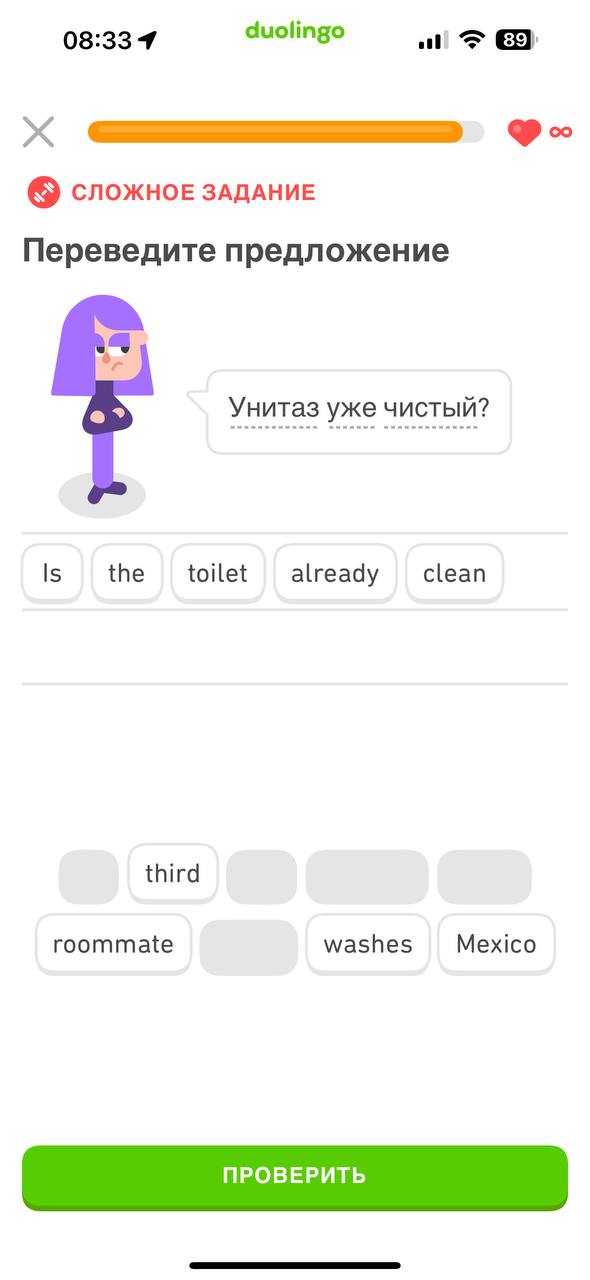 08:33
duolingo
89
СЛОЖНОЕ ЗАДАНИЕ
Переведите предложение
Унитаз уже чистый?
Is the toilet already clean
third
roommate washes Mexico
ПРОВЕРИТЬ